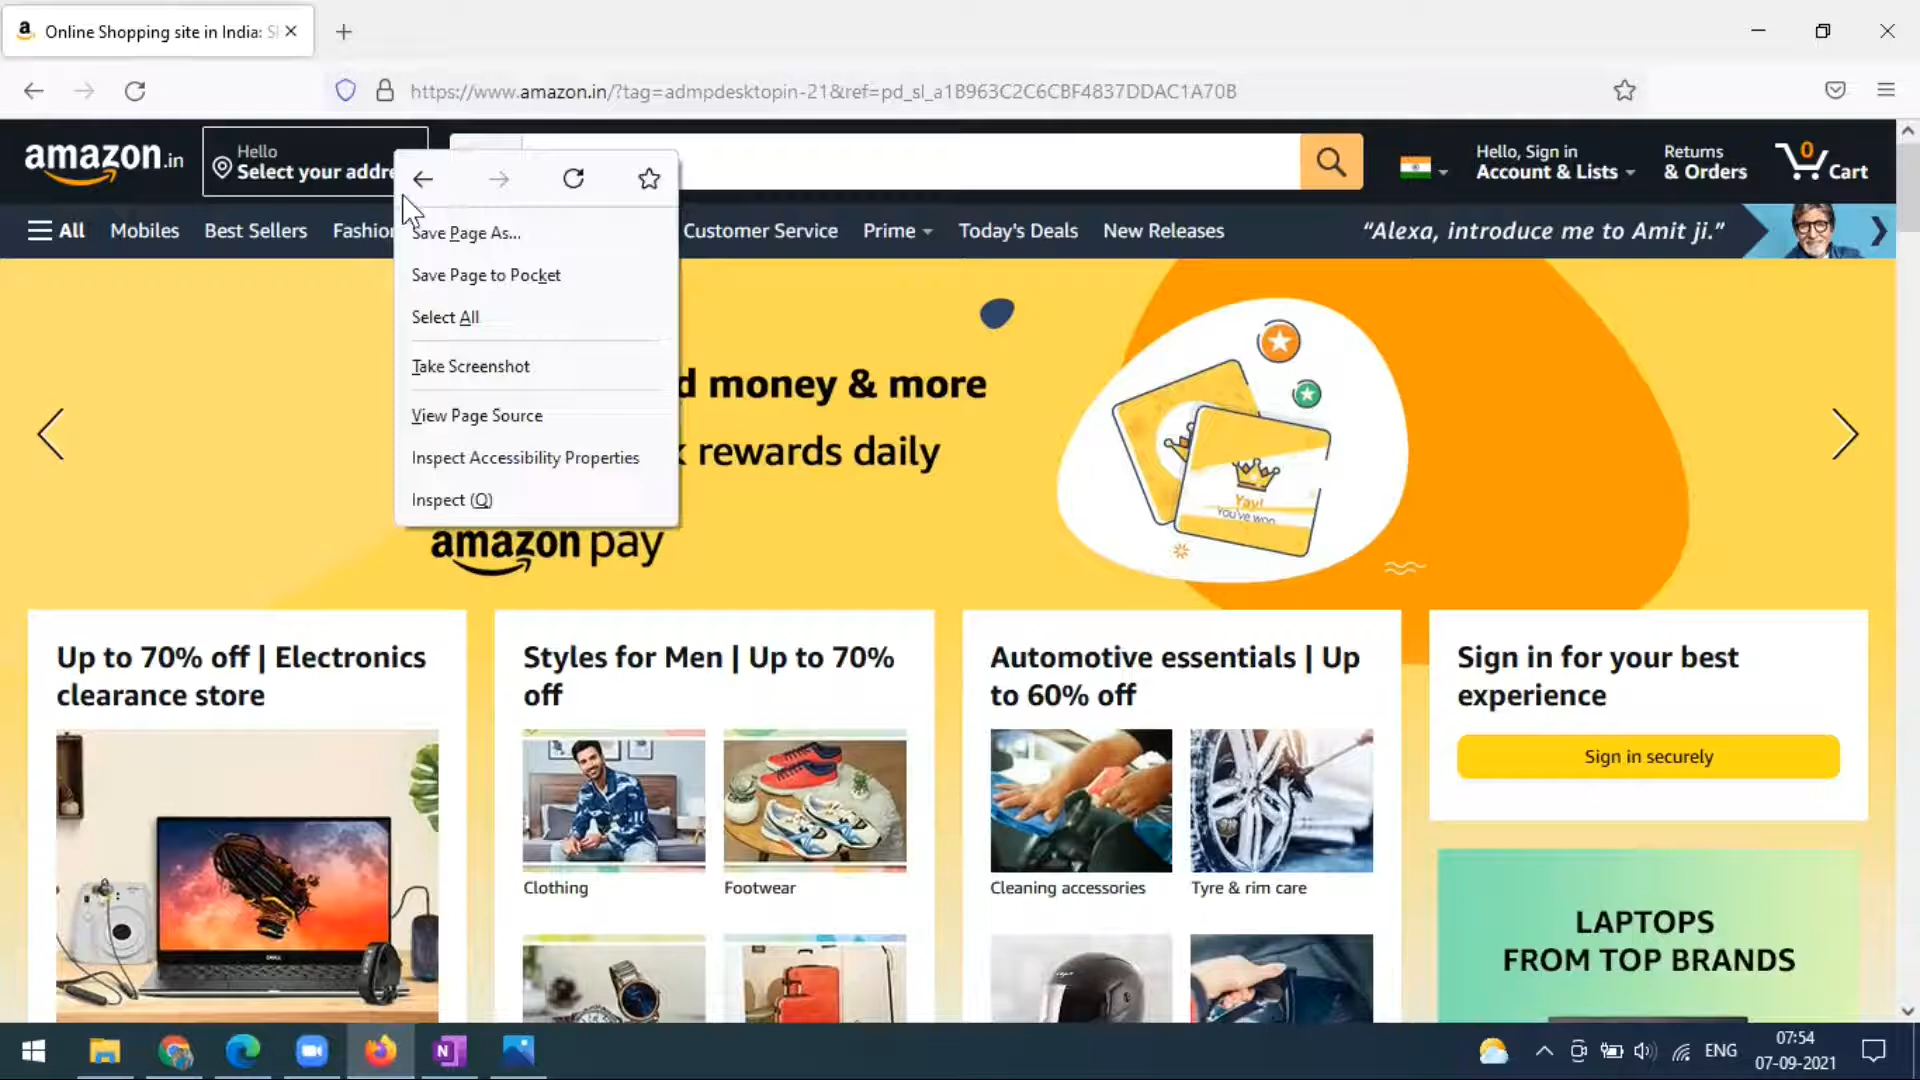 Online Shopping site in India: S
https://www.amazon.in/?tag=admpdesktopin-21&ref=pd_sl_a1B963C2C6CBF4837DDAC1A70B
amazon.in
Hello
Select your addre
Hello, Sign in
Account & Lists
Returns
& Orders
0
Cart
All
Mobiles
Best Sellers
Fashion
Customer Service
Prime
Today's Deals
New Releases
“Alexa, introduce me to Amit ji.”
Save Page As...
Save Page to Pocket
Select All
Take Screenshot
View Page Source
Inspect Accessibility Properties
Inspect (Q)
d money & more
k rewards daily
amazon pay
Yay!
You've won
Up to 70% off | Electronics
clearance store
Styles for Men | Up to 70%
off
Clothing
Footwear
Automotive essentials | Up
to 60% off
Cleaning accessories
Tyre & rim care
Sign in for your best
experience
Sign in securely
LAPTOPS
FROM TOP BRANDS
DELL
ENG
07:54
07-09-2021